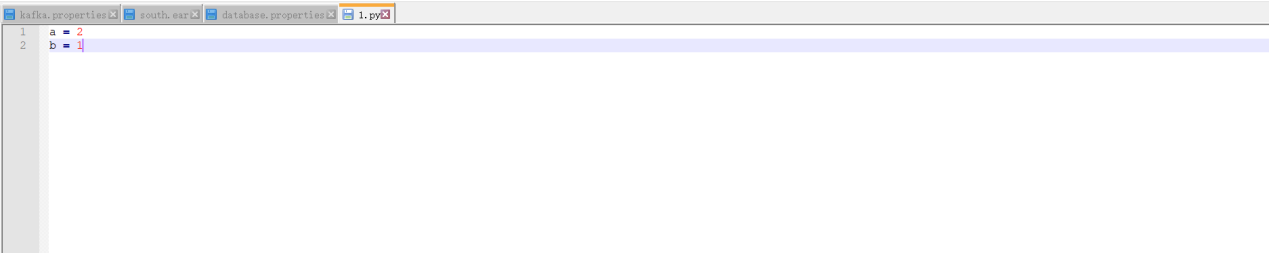 kafka.properties south.ear database.properties 1.py
1 a = 2
2 b = 1